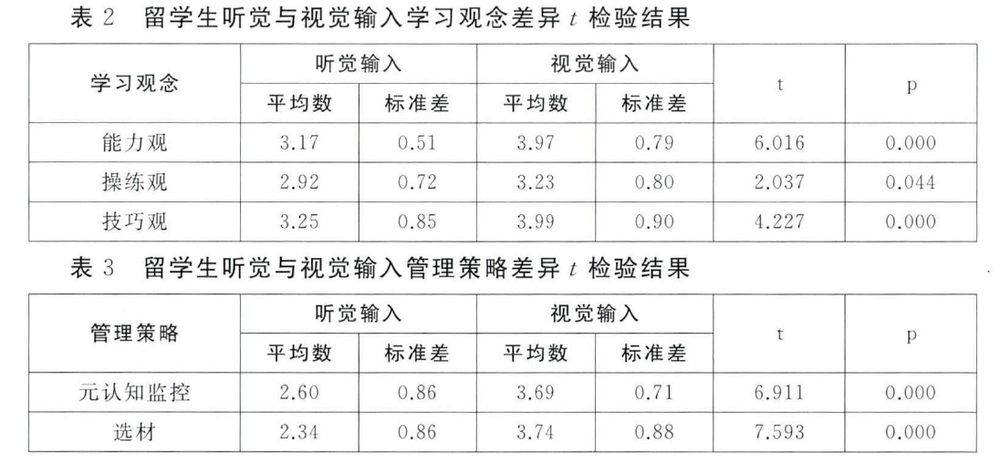 表 2 留学生听觉与视觉输入学习观念差异 t 检验结果
学习观念 听觉输入 视觉输入 t p
平均数 标准差 平均数 标准差
能力观 3.17 0.51 3.97 0.79 6.016 0.000
操练观 2.92 0.72 3.23 0.80 2.037 0.044
技巧观 3.25 0.85 3.99 0.90 4.227 0.000
表 3 留学生听觉与视觉输入管理策略差异 t 检验结果
管理策略 听觉输入 视觉输入 t p
平均数 标准差 平均数 标准差
元认知监控 2.60 0.86 3.69 0.71 6.911 0.000
选材 2.34 0.86 3.74 0.88 7.593 0.000